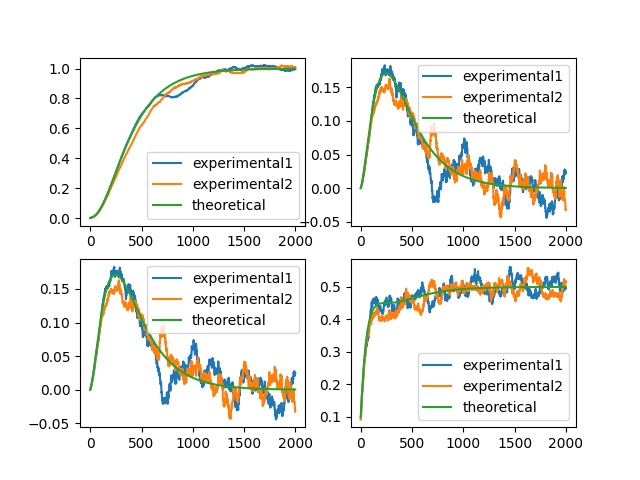 1.0
0.8
0.6
0.4
0.2
0.0
0 500 1000 1500 2000
experimental1
experimental2
theoretical
0.15
0.10
0.05
0.00
−0.05
0 500 1000 1500 2000
experimental1
experimental2
theoretical
0.15
0.10
0.05
0.00
−0.05
0 500 1000 1500 2000
experimental1
experimental2
theoretical
0.5
0.4
0.3
0.2
0.1
0 500 1000 1500 2000
experimental1
experimental2
theoretical